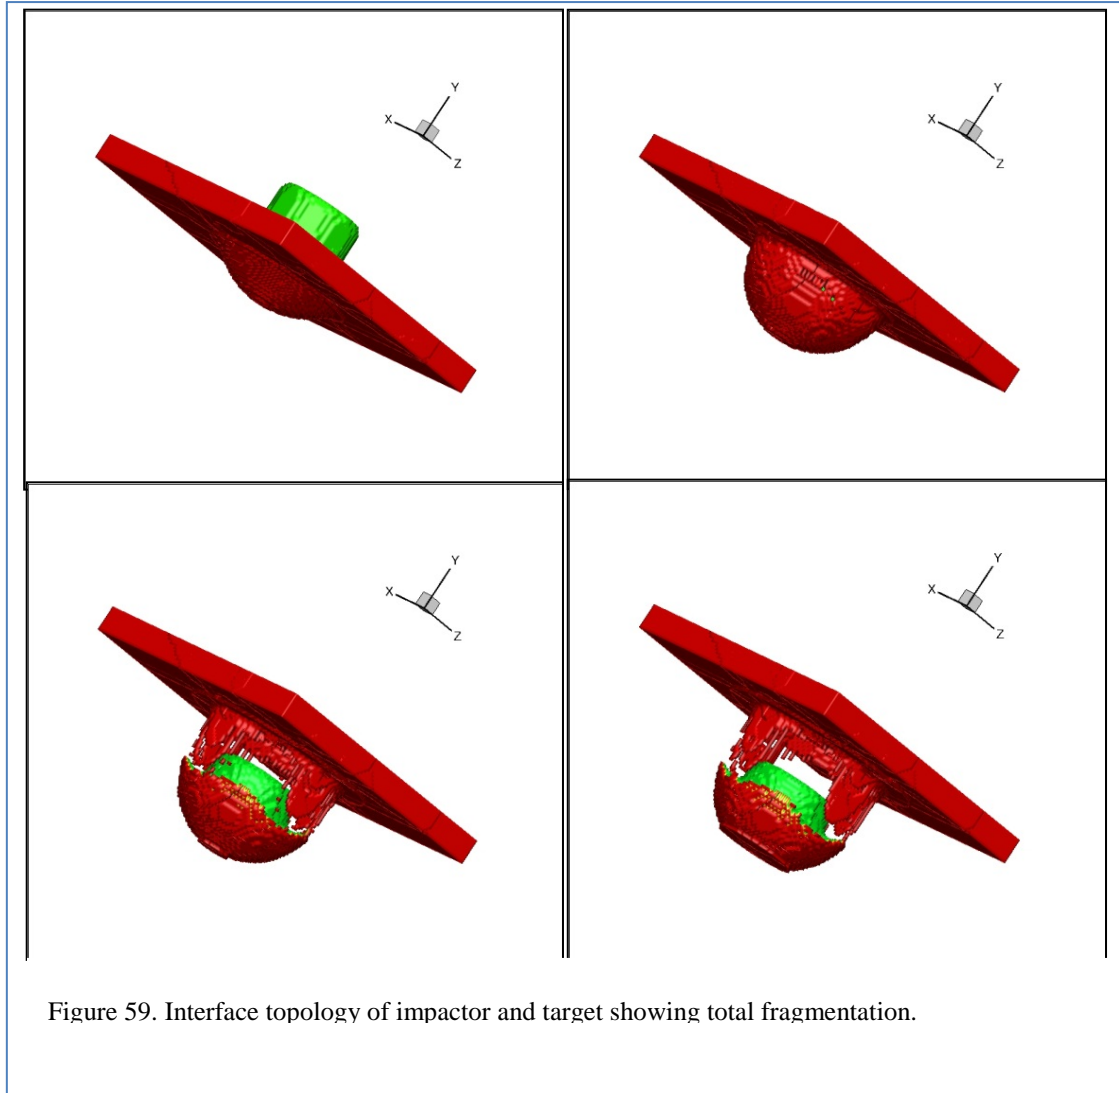 Y
X
Z
Y
X
Z
Y
X
Z
Y
X
Z
Figure 59. Interface topology of impactor and target showing total fragmentation.